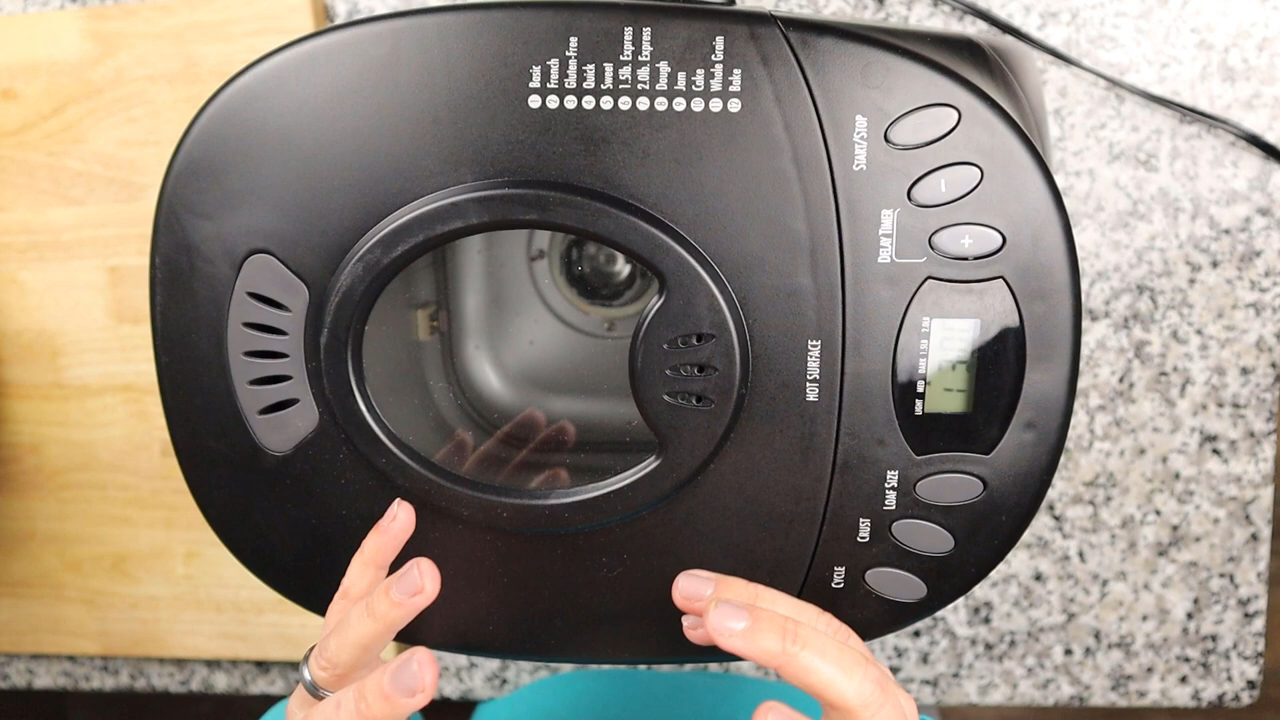 1 Basic
2 French
3 Gluten-Free
4 Quick
5 Sweet
6 1.5lb. Express
7 2.0lb. Express
8 Dough
9 Jam
10 Cake
11 Whole Grain
12 Bake
HOT SURFACE
CYCLE
CRUST
LOAF SIZE
LIGHT MED DARK 1.5LB 2.0LB
DELAY TIMER
+
−
START/STOP